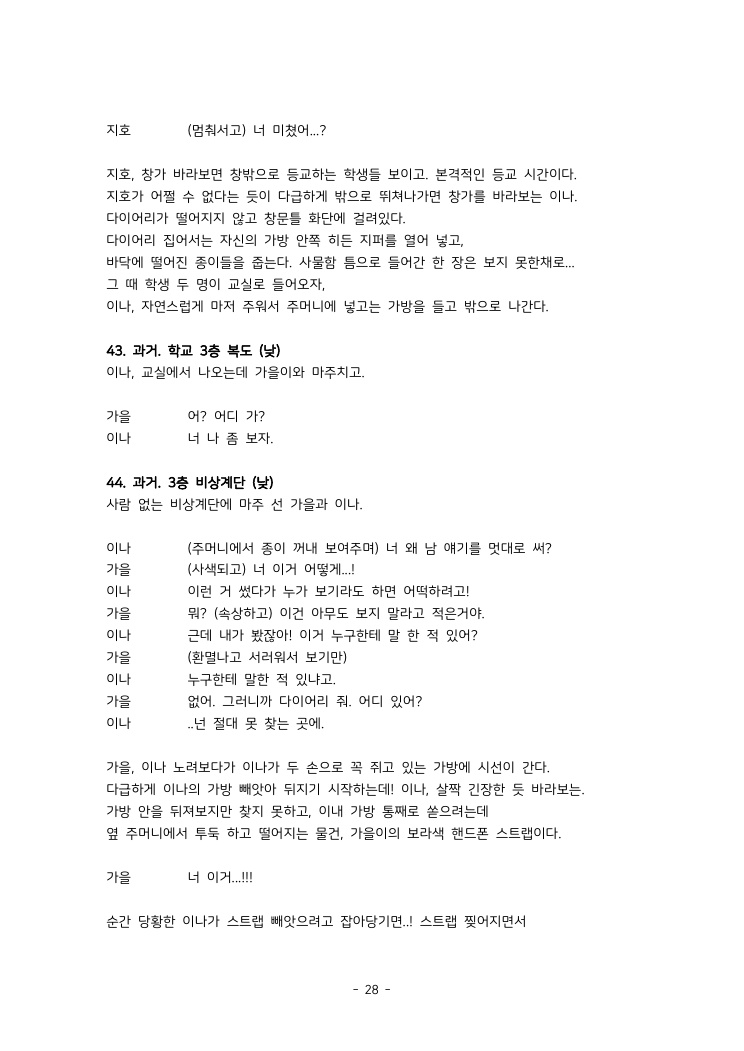 지호 (멈춰서고) 너 미쳤어...?
지호, 창가 바라보면 창밖으로 등교하는 학생들 보이고. 본격적인 등교 시간이다.
지호가 어쩔 수 없다는 듯이 다급하게 밖으로 뛰쳐나가면 창가를 바라보는 이나.
다이어리가 떨어지지 않고 창문틀 화단에 걸려있다.
다이어리 집어서는 자신의 가방 안쪽 히든 지퍼를 열어 넣고,
바닥에 떨어진 종이들을 줍는다. 사물함 틈으로 들어간 한 장은 보지 못한채로...
그 때 학생 두 명이 교실로 들어오자,
이나, 자연스럽게 마저 주워서 주머니에 넣고는 가방을 들고 밖으로 나간다.
43. 과거. 학교 3층 복도 (낮)
이나, 교실에서 나오는데 가을이와 마주치고.
가을 어? 어디 가?
이나 너 나 좀 보자.
44. 과거. 3층 비상계단 (낮)
사람 없는 비상계단에 마주 선 가을과 이나.
이나 (주머니에서 종이 꺼내 보여주며) 너 왜 남 얘기를 멋대로 써?
가을 (사색되고) 너 이거 어떻게...!
이나 이런 거 썼다가 누가 보기라도 하면 어떡하려고!
가을 뭐? (속상하고) 이건 아무도 보지 말라고 적은거야.
이나 근데 내가 봤잖아! 이거 누구한테 말 한 적 있어?
가을 (환멸나고 서러워서 보기만)
이나 누구한테 말한 적 있냐고.
가을 없어. 그러니까 다이어리 줘. 어디 있어?
이나 ..넌 절대 못 찾는 곳에.
가을, 이나 노려보다가 이나가 두 손으로 꼭 쥐고 있는 가방에 시선이 간다.
다급하게 이나의 가방 빼앗아 뒤지기 시작하는데! 이나, 살짝 긴장한 듯 바라보는.
가방 안을 뒤져보지만 찾지 못하고, 이내 가방 통째로 쏟으려는데
옆 주머니에서 투둑 하고 떨어지는 물건, 가을이의 보라색 핸드폰 스트랩이다.
가을 너 이거...!!!
순간 당황한 이나가 스트랩 빼앗으려고 잡아당기면..! 스트랩 찢어지면서
- 28 -